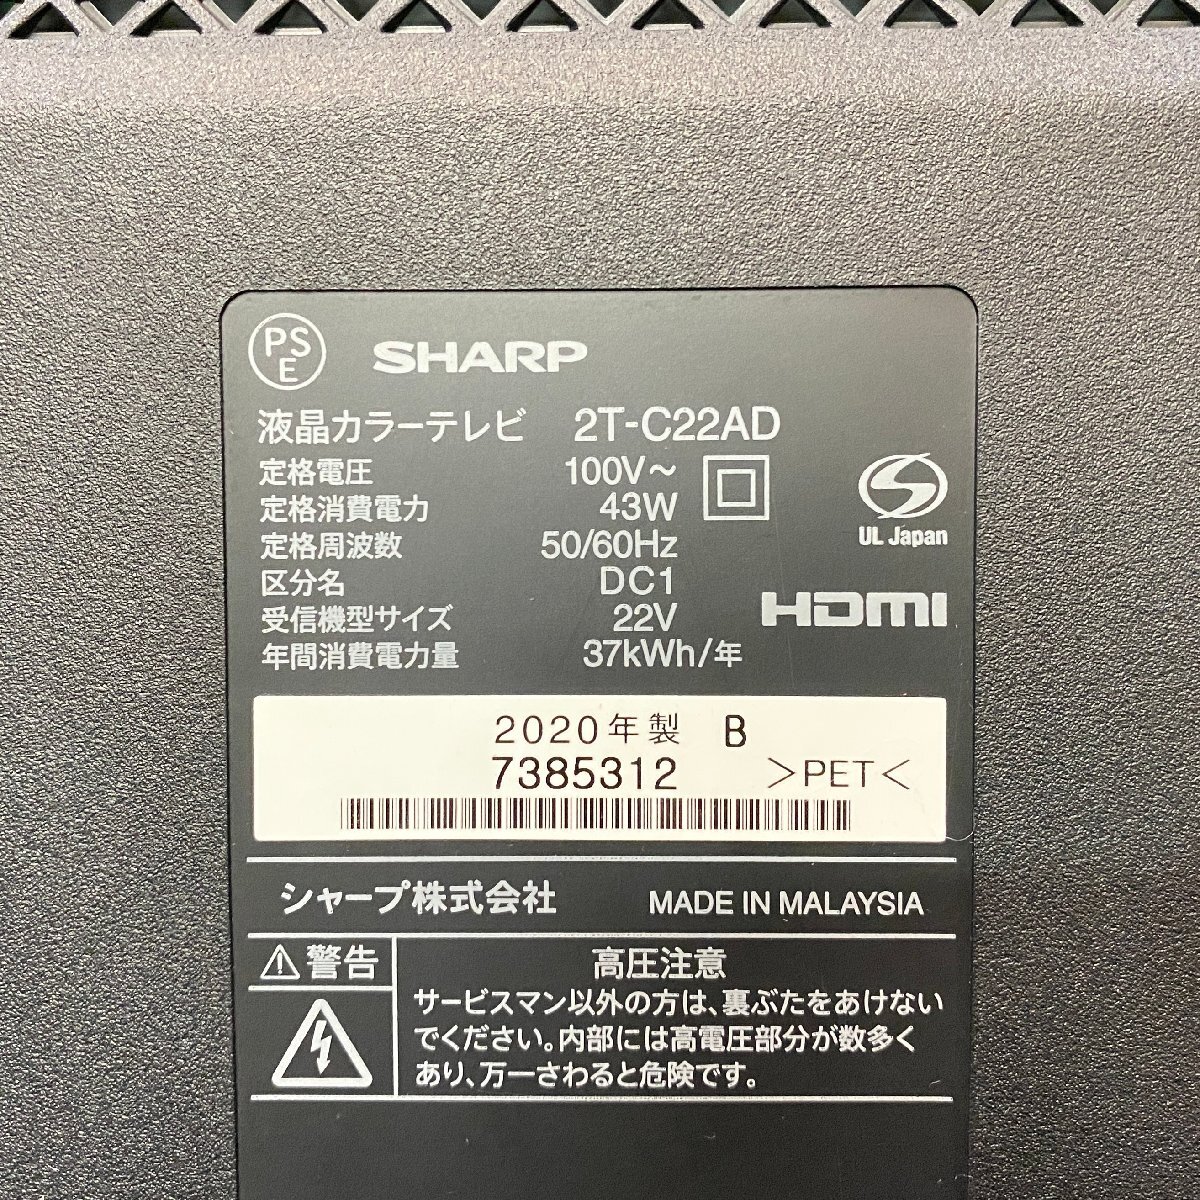 PSE SHARP
液晶カラーテレビ 2T-C22AD
定格電圧 100V～
定格消費電力 43W
定格周波数 50/60Hz
区分名 DC1
受信機型サイズ 22V
年間消費電力量 37kWh/年
UL Japan
HDMI
2020年製 B
7385312 >PET<
シャープ株式会社 MADE IN MALAYSIA
警告
高圧注意
サービスマン以外の方は、裏ぶたをあけない
でください。内部には高電圧部分が数多く
あり、万一さわると危険です。